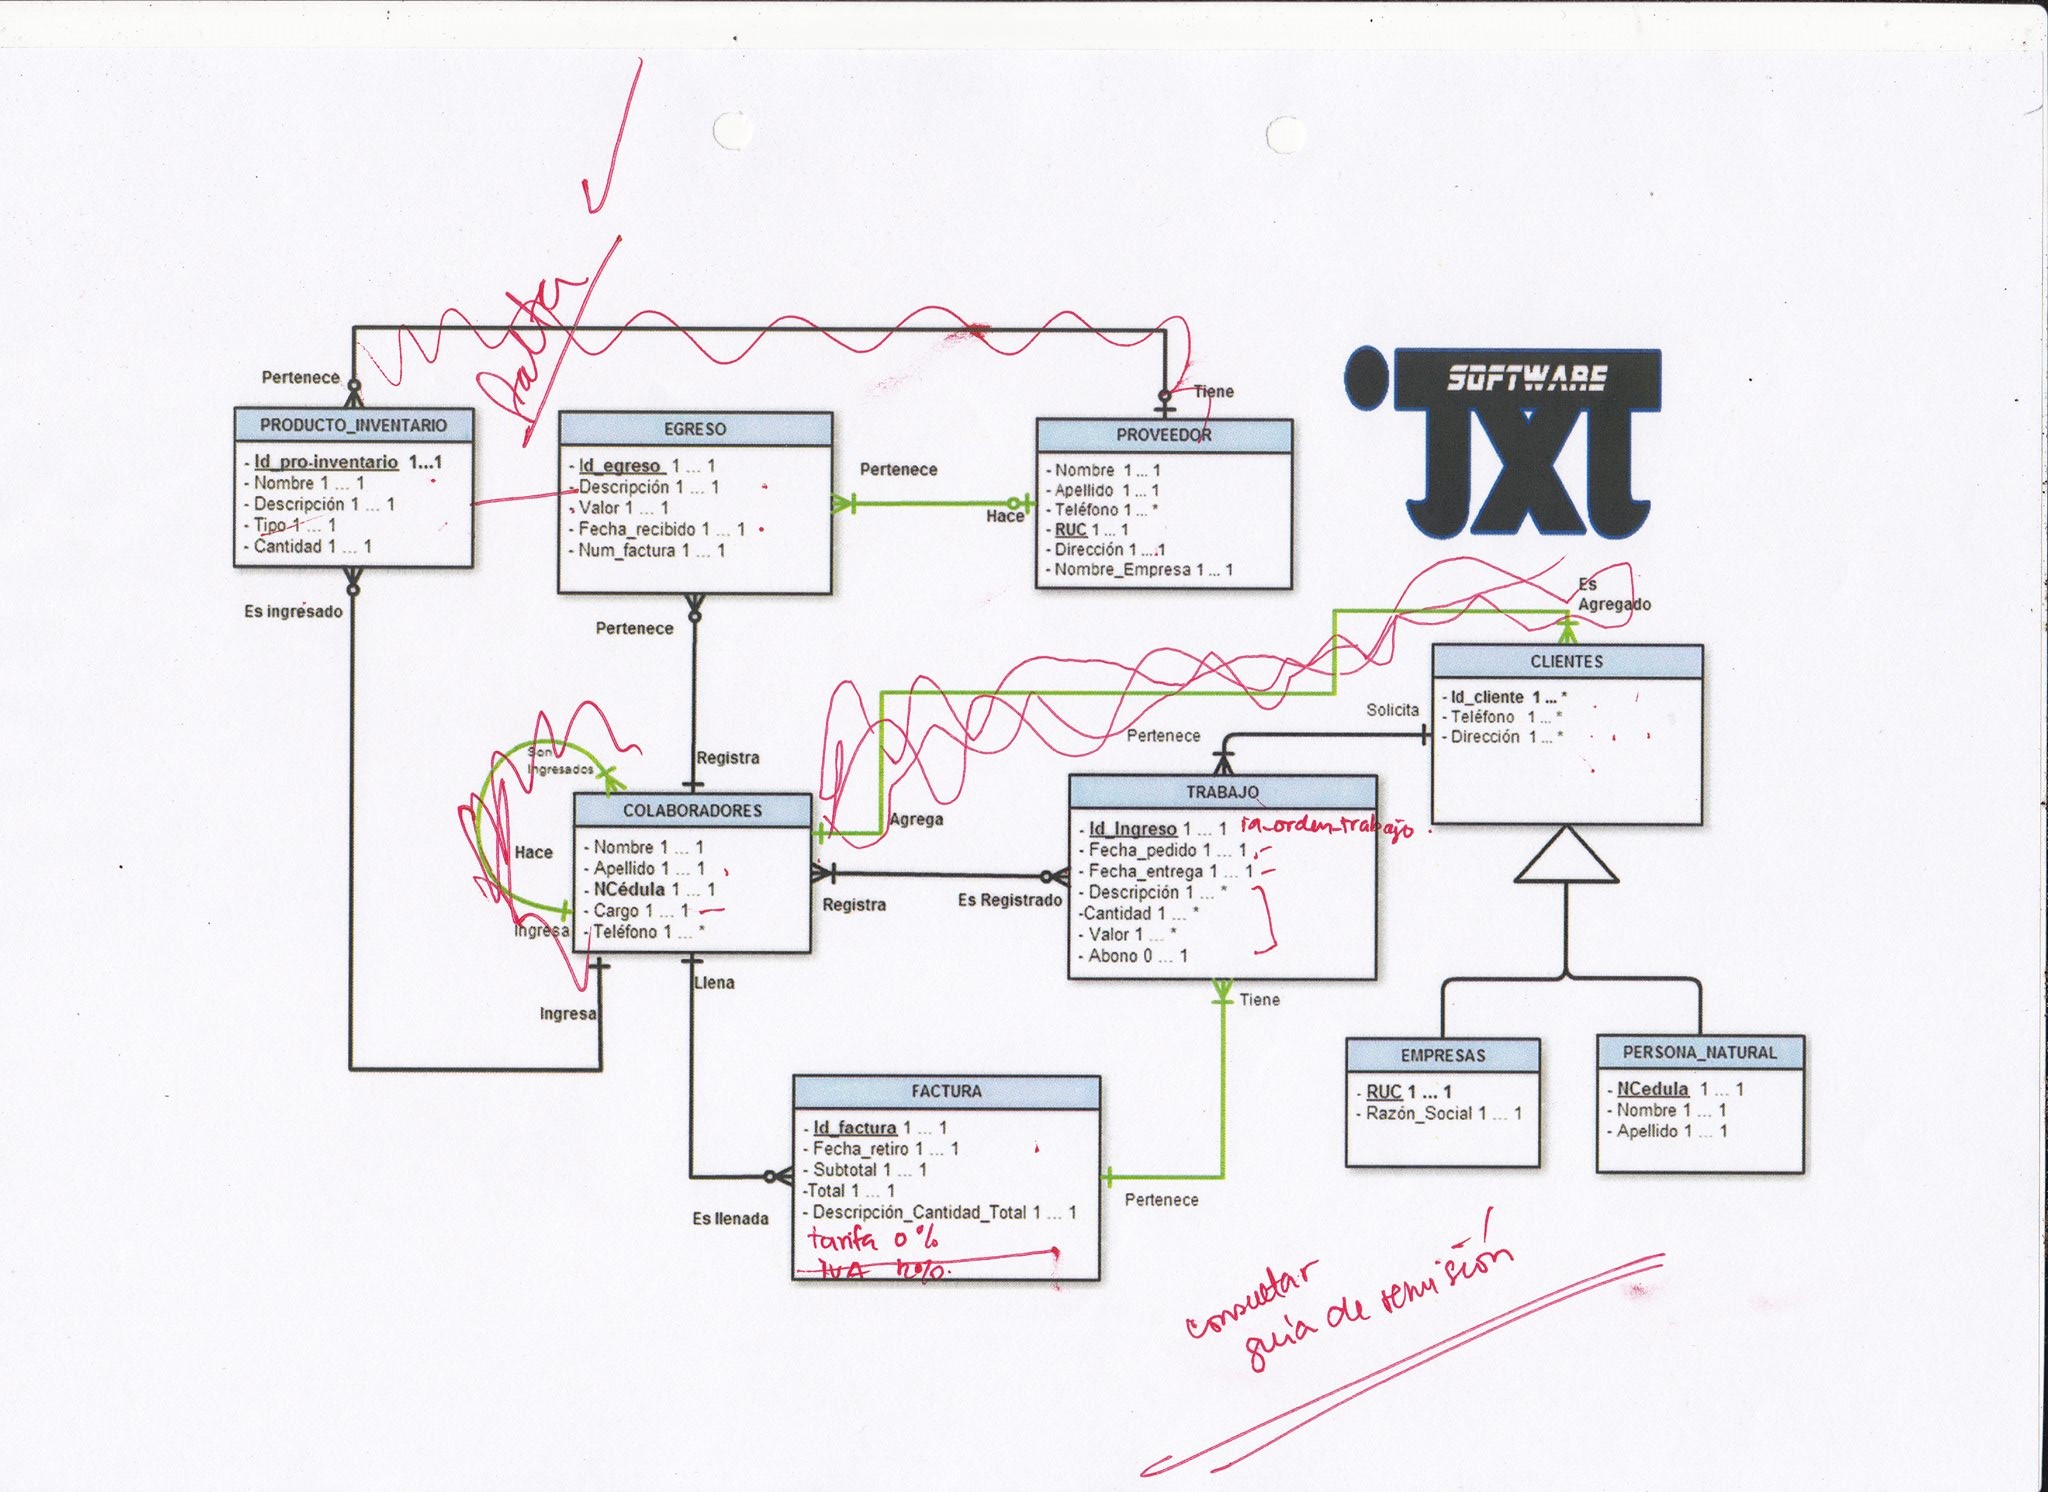 Pertenece
Tiene
PRODUCTO_INVENTARIO
- Id_pro-inventario 1...1
- Nombre 1 ... 1
- Descripción 1 ... 1
- Tipo 1 ... 1
- Cantidad 1 ... 1
EGRESO
- Id_egreso 1 ... 1
- Descripción 1 ... 1
- Valor 1 ... 1
- Fecha_recibido 1 ... 1
- Num_factura 1 ... 1
Pertenece
Hace
PROVEEDOR
- Nombre 1 ... 1
- Apellido 1 ... 1
- Teléfono 1 ... *
- RUC 1 ... 1
- Dirección 1 ... 1
- Nombre_Empresa 1 ... 1
SOFTWARE
JXJ
Es ingresado
Pertenece
Registra
Es
Agregado
CLIENTES
- Id_cliente 1 ... *
- Teléfono 1 ... *
- Dirección 1 ... *
Solicita
Pertenece
Son
Ingresados
Hace
Ingresa
COLABORADORES
- Nombre 1 ... 1
- Apellido 1 ... 1
- NCédula 1 ... 1
- Cargo 1 ... 1
- Teléfono 1 ... *
Agrega
Registra
Es Registrado
TRABAJO
- Id_Ingreso 1 ... 1 id_orden_trabajo.
- Fecha_pedido 1 ... 1
- Fecha_entrega 1 ... 1
- Descripción 1 ... *
-Cantidad 1 ... *
- Valor 1 ... *
- Abono 0 ... 1
Llena
Ingresa
Tiene
EMPRESAS
- RUC 1 ... 1
- Razón_Social 1 ... 1
PERSONA_NATURAL
- NCedula 1 ... 1
- Nombre 1 ... 1
- Apellido 1 ... 1
FACTURA
- Id_factura 1 ... 1
- Fecha_retiro 1 ... 1
- Subtotal 1 ... 1
-Total 1 ... 1
- Descripción_Cantidad_Total 1 ... 1
tarifa 0%
IVA 12%.
Es llenada
Pertenece
consultar
guía de remisión